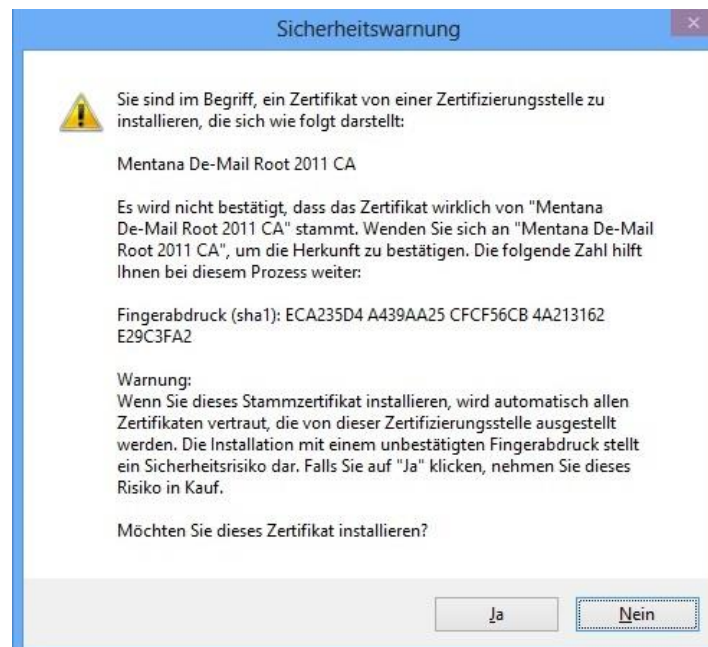 Sicherheitswarnung
Sie sind im Begriff, ein Zertifikat von einer Zertifizierungsstelle zu
installieren, die sich wie folgt darstellt:
Mentana De-Mail Root 2011 CA
Es wird nicht bestätigt, dass das Zertifikat wirklich von "Mentana
De-Mail Root 2011 CA" stammt. Wenden Sie sich an "Mentana De-Mail
Root 2011 CA", um die Herkunft zu bestätigen. Die folgende Zahl hilft
Ihnen bei diesem Prozess weiter:
Fingerabdruck (sha1): ECA235D4 A439AA25 CFCF56CB 4A213162
E29C3FA2
Warnung:
Wenn Sie dieses Stammzertifikat installieren, wird automatisch allen
Zertifikaten vertraut, die von dieser Zertifizierungsstelle ausgestellt
werden. Die Installation mit einem unbestätigten Fingerabdruck stellt
ein Sicherheitsrisiko dar. Falls Sie auf "Ja" klicken, nehmen Sie dieses
Risiko in Kauf.
Möchten Sie dieses Zertifikat installieren?
Ja Nein